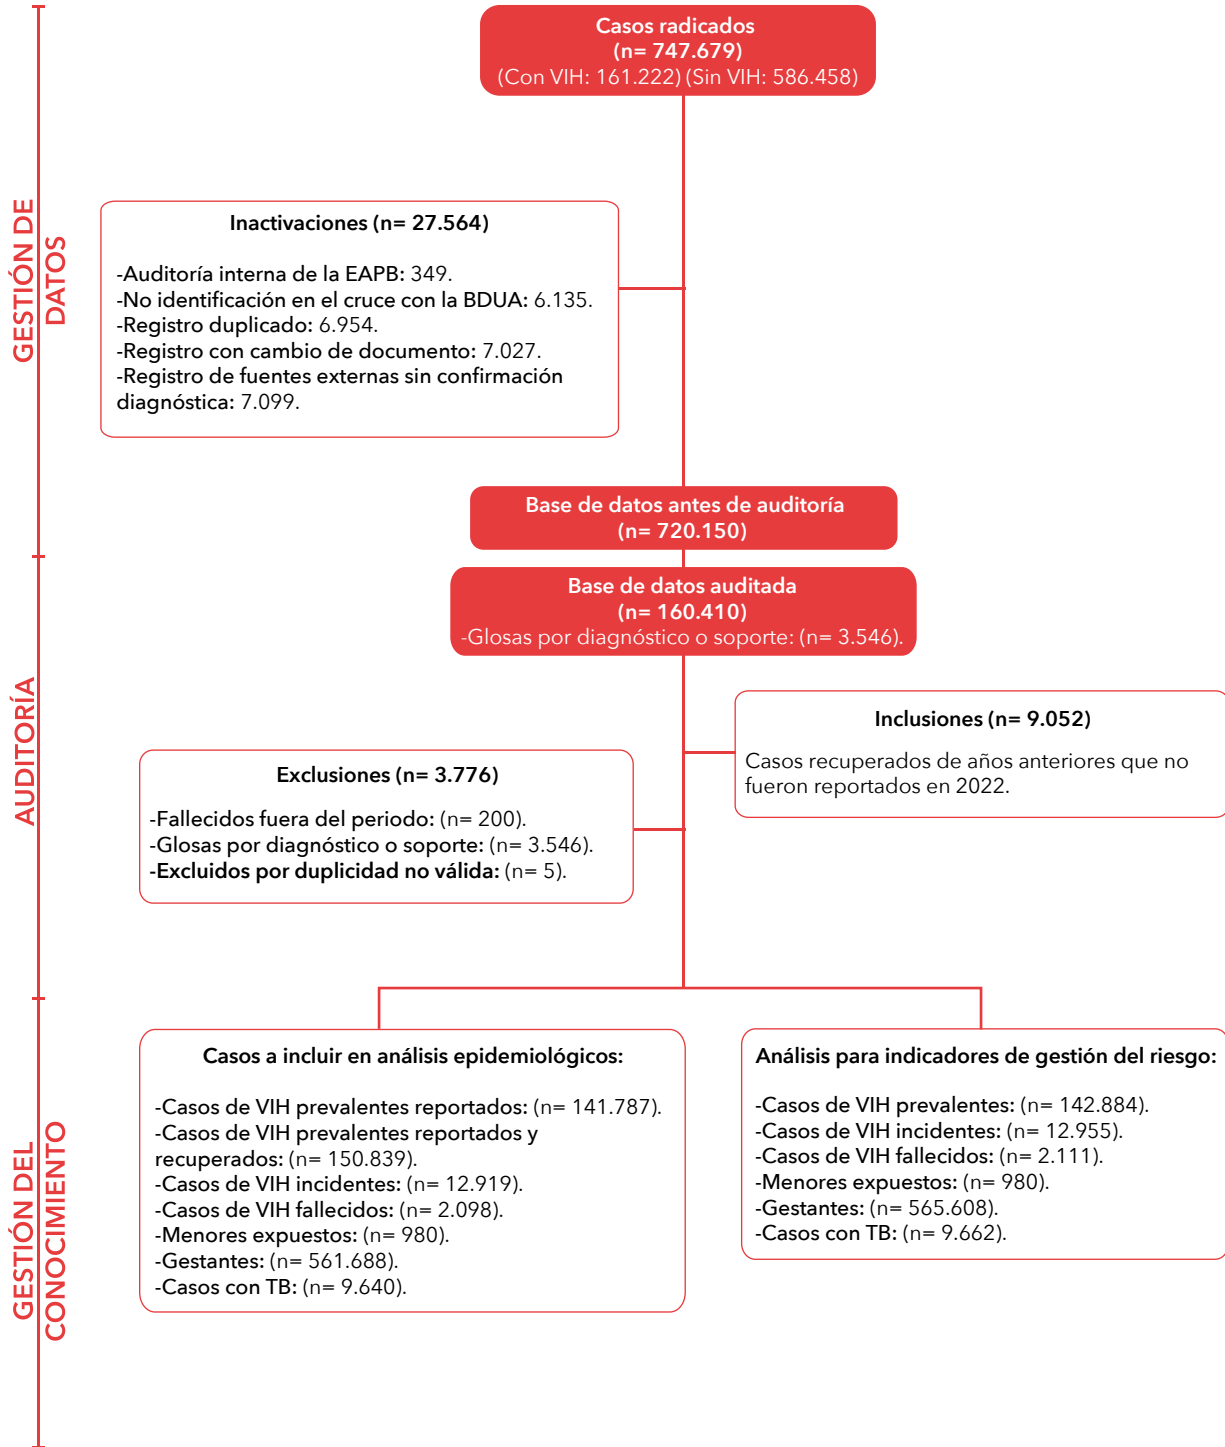 Casos radicados
(n= 747.679)
(Con VIH: 161.222) (Sin VIH: 586.458)
GESTIÓN DE
DATOS
Inactivaciones (n= 27.564)
-Auditoría interna de la EAPB: 349.
-No identificación en el cruce con la BDUA: 6.135.
-Registro duplicado: 6.954.
-Registro con cambio de documento: 7.027.
-Registro de fuentes externas sin confirmación
diagnóstica: 7.099.
Base de datos antes de auditoría
(n= 720.150)
AUDITORÍA
Base de datos auditada
(n= 160.410)
-Glosas por diagnóstico o soporte: (n= 3.546).
Inclusiones (n= 9.052)
Casos recuperados de años anteriores que no
fueron reportados en 2022.
Exclusiones (n= 3.776)
-Fallecidos fuera del periodo: (n= 200).
-Glosas por diagnóstico o soporte: (n= 3.546).
-Excluidos por duplicidad no válida: (n= 5).
GESTIÓN DEL
CONOCIMIENTO
Casos a incluir en análisis epidemiológicos:
-Casos de VIH prevalentes reportados: (n= 141.787).
-Casos de VIH prevalentes reportados y
recuperados: (n= 150.839).
-Casos de VIH incidentes: (n= 12.919).
-Casos de VIH fallecidos: (n= 2.098).
-Menores expuestos: (n= 980).
-Gestantes: (n= 561.688).
-Casos con TB: (n= 9.640).
Análisis para indicadores de gestión del riesgo:
-Casos de VIH prevalentes: (n= 142.884).
-Casos de VIH incidentes: (n= 12.955).
-Casos de VIH fallecidos: (n= 2.111).
-Menores expuestos: (n= 980).
-Gestantes: (n= 565.608).
-Casos con TB: (n= 9.662).